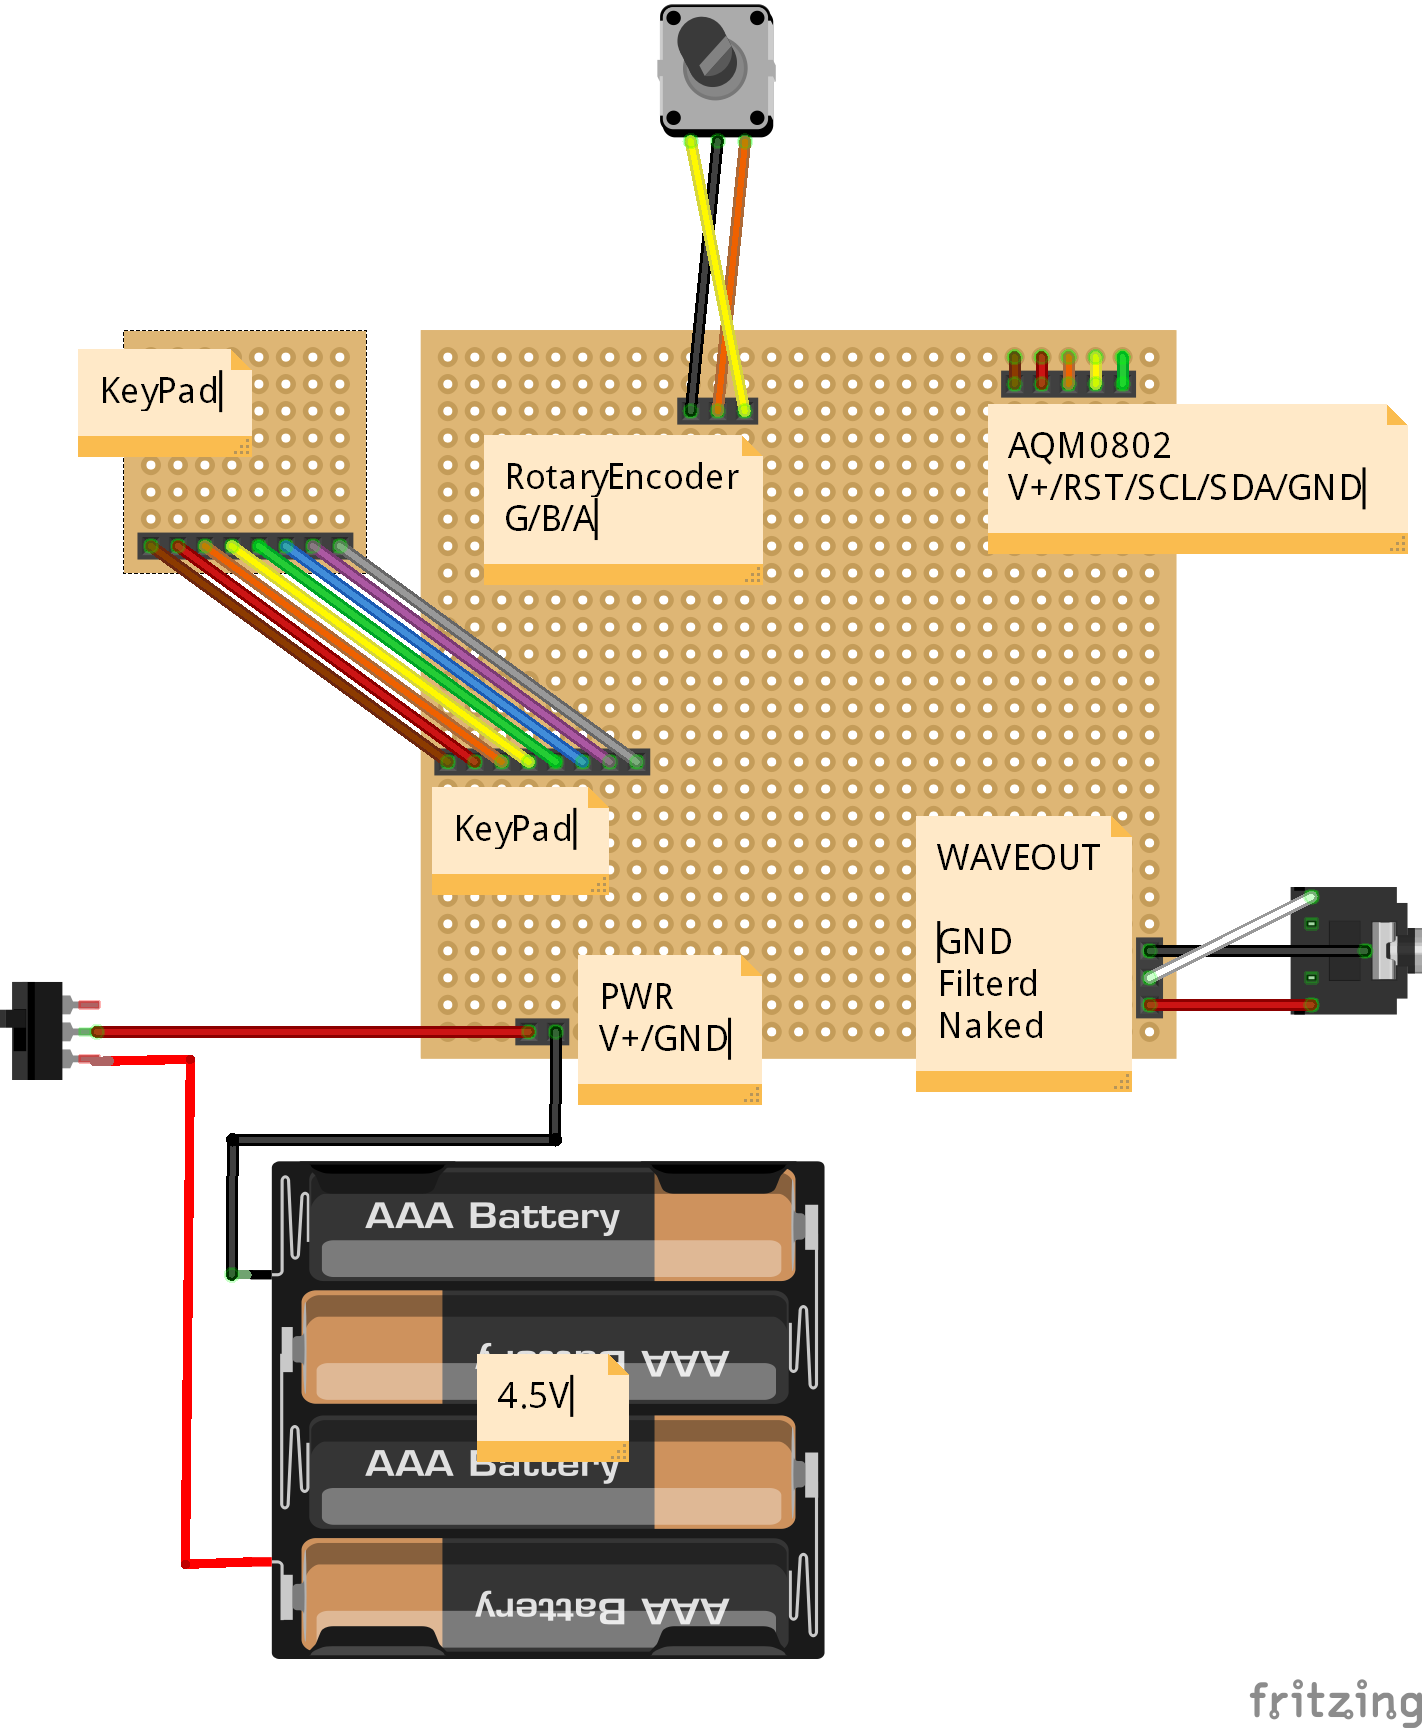 KeyPad
RotaryEncoder
G/B/A
AQM0802
V+/RST/SCL/SDA/GND
KeyPad
WAVEOUT
GND
Filterd
Naked
PWR
V+/GND
AAA Battery
AAA Battery
4.5V
AAA Battery
AAA Battery
fritzing